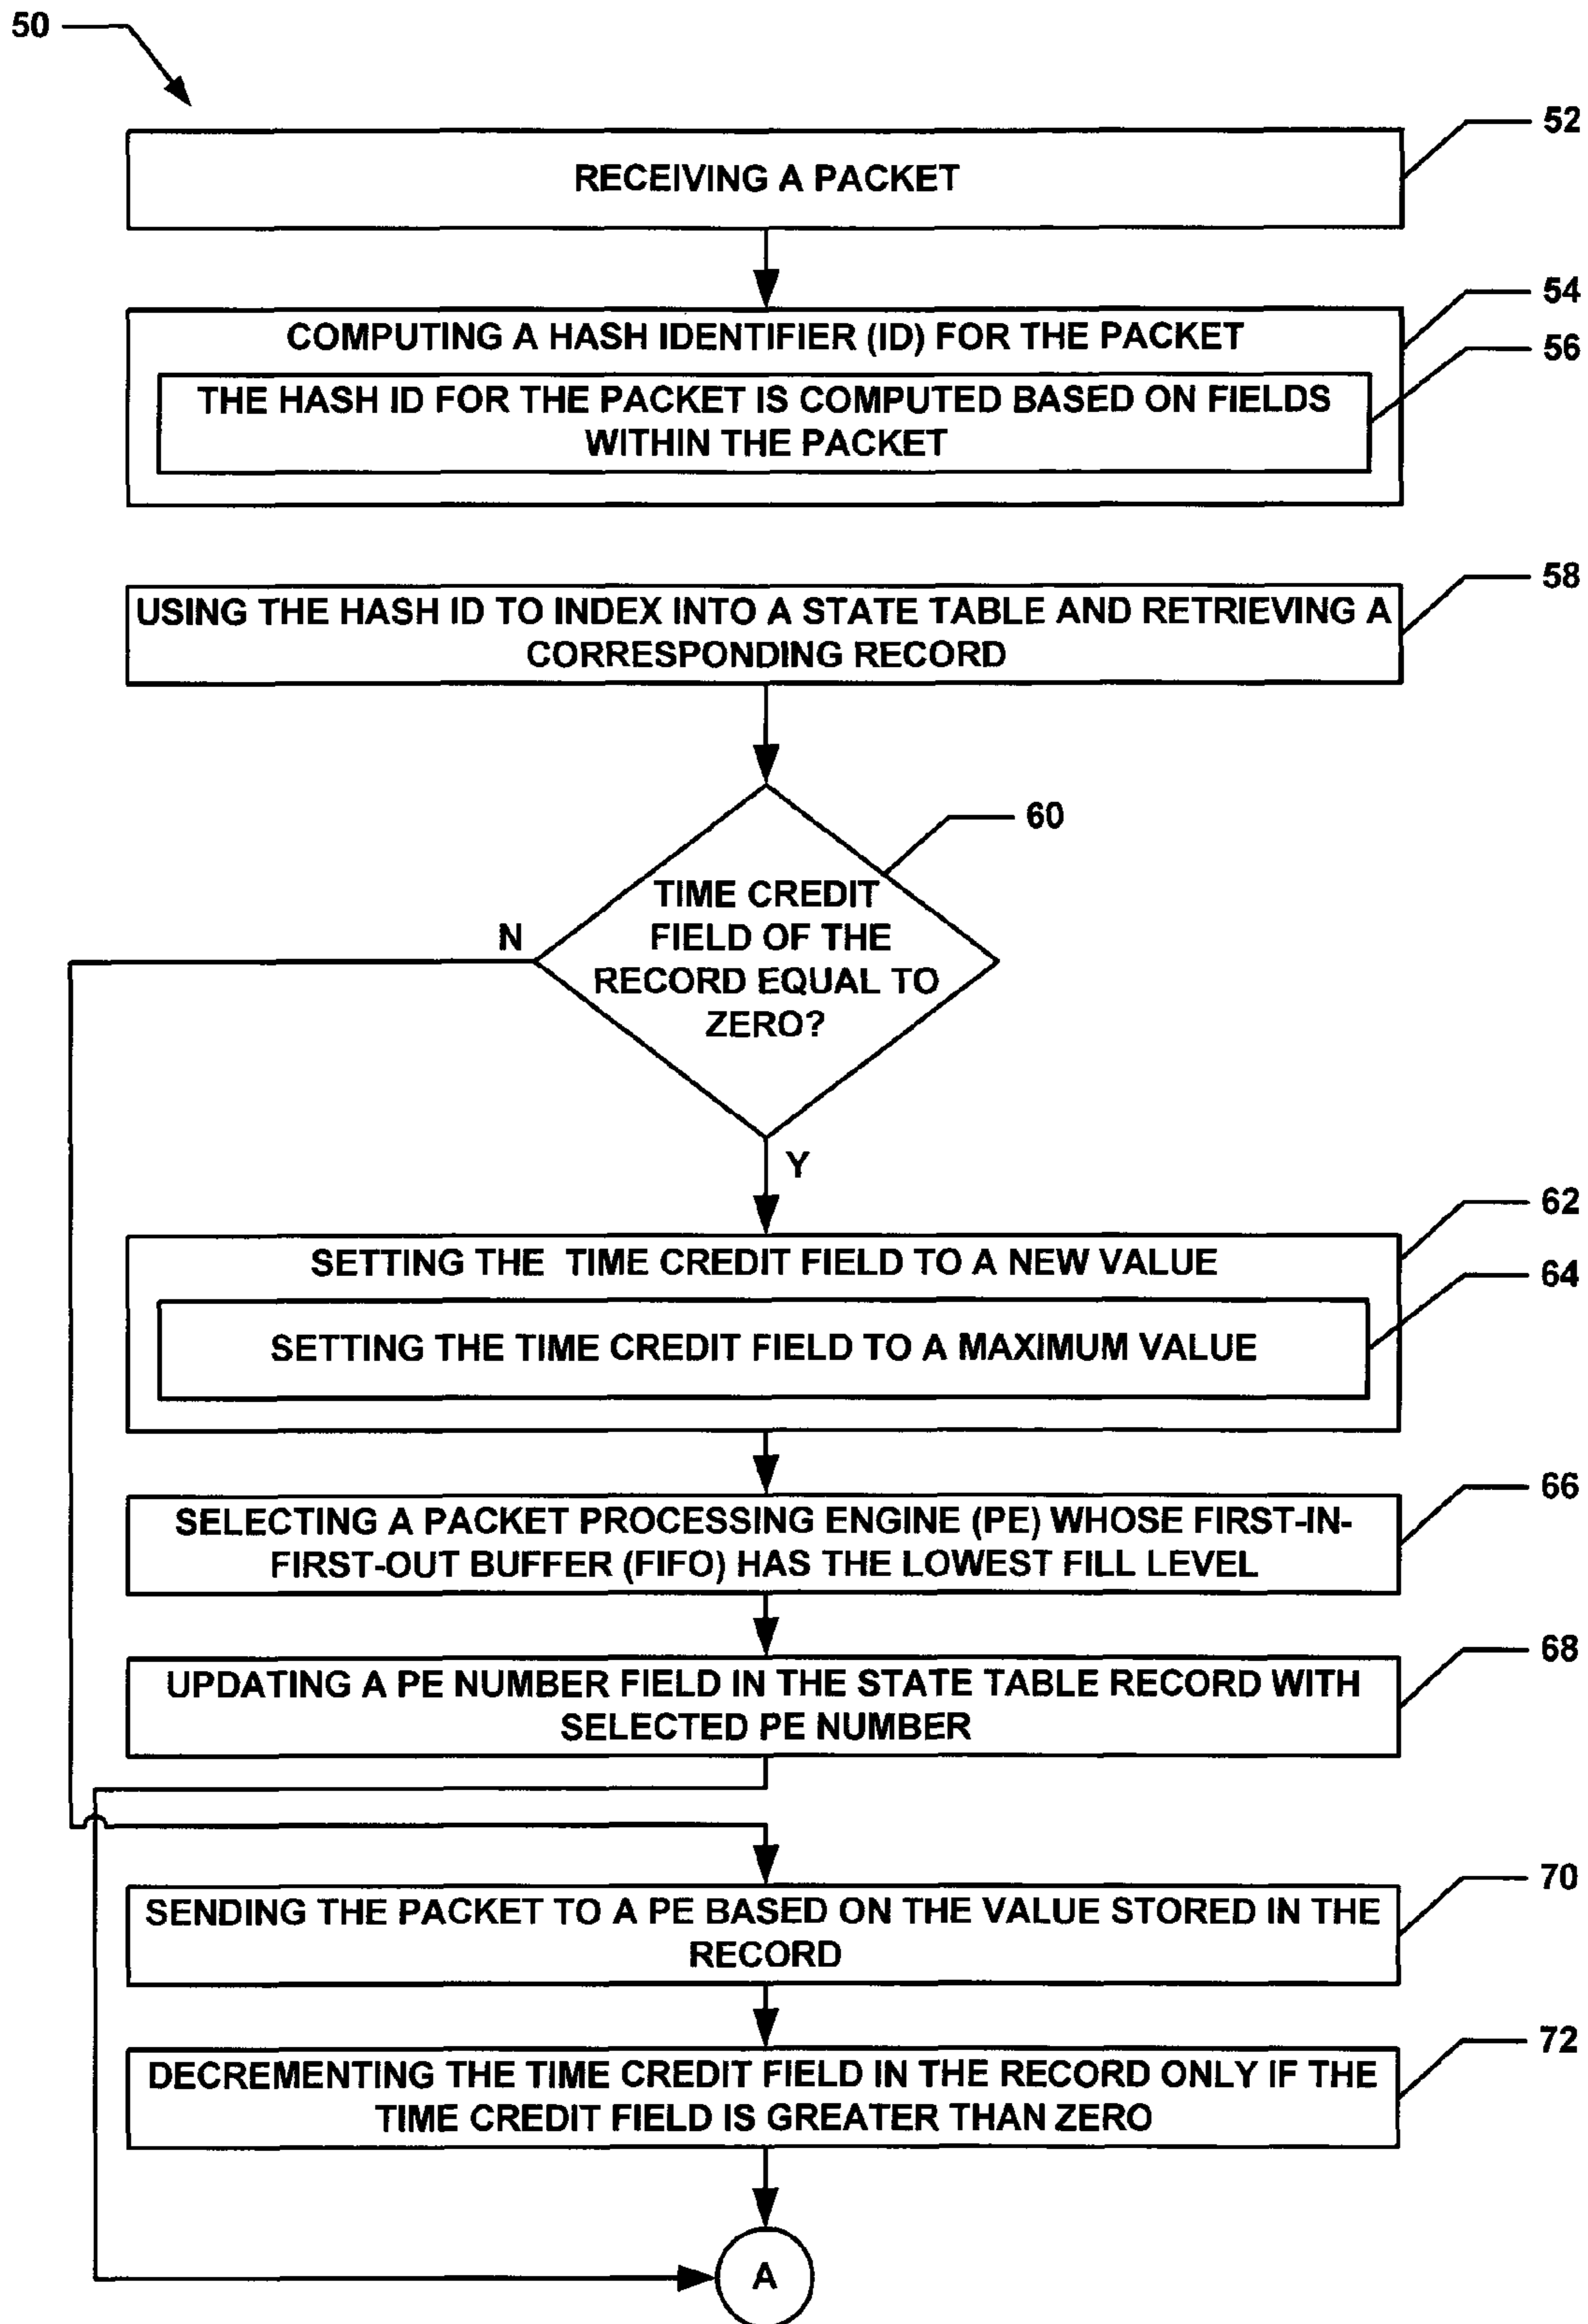 50
52
RECEIVING A PACKET
54
COMPUTING A HASH IDENTIFIER (ID) FOR THE PACKET
56
THE HASH ID FOR THE PACKET IS COMPUTED BASED ON FIELDS
WITHIN THE PACKET
58
USING THE HASH ID TO INDEX INTO A STATE TABLE AND RETRIEVING A
CORRESPONDING RECORD
60
TIME CREDIT
FIELD OF THE
RECORD EQUAL TO
ZERO?
N
Y
62
SETTING THE TIME CREDIT FIELD TO A NEW VALUE
64
SETTING THE TIME CREDIT FIELD TO A MAXIMUM VALUE
66
SELECTING A PACKET PROCESSING ENGINE (PE) WHOSE FIRST-IN-
FIRST-OUT BUFFER (FIFO) HAS THE LOWEST FILL LEVEL
68
UPDATING A PE NUMBER FIELD IN THE STATE TABLE RECORD WITH
SELECTED PE NUMBER
70
SENDING THE PACKET TO A PE BASED ON THE VALUE STORED IN THE
RECORD
72
DECREMENTING THE TIME CREDIT FIELD IN THE RECORD ONLY IF THE
TIME CREDIT FIELD IS GREATER THAN ZERO
A